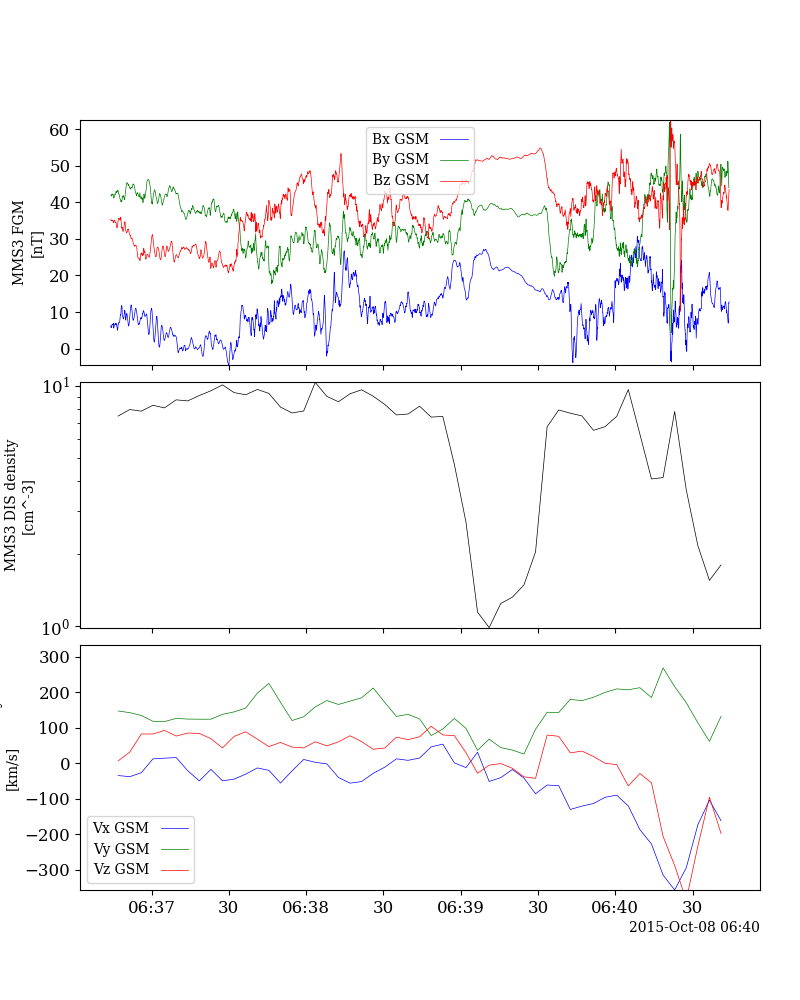 MMS3 FGM
[nT]
60
50
40
30
20
10
0
Bx GSM
By GSM
Bz GSM
MMS3 DIS density
[cm^-3]
10^1
10^0
[km/s]
300
200
100
0
−100
−200
−300
Vx GSM
Vy GSM
Vz GSM
06:37 30 06:38 30 06:39 30 06:40 30
2015-Oct-08 06:40